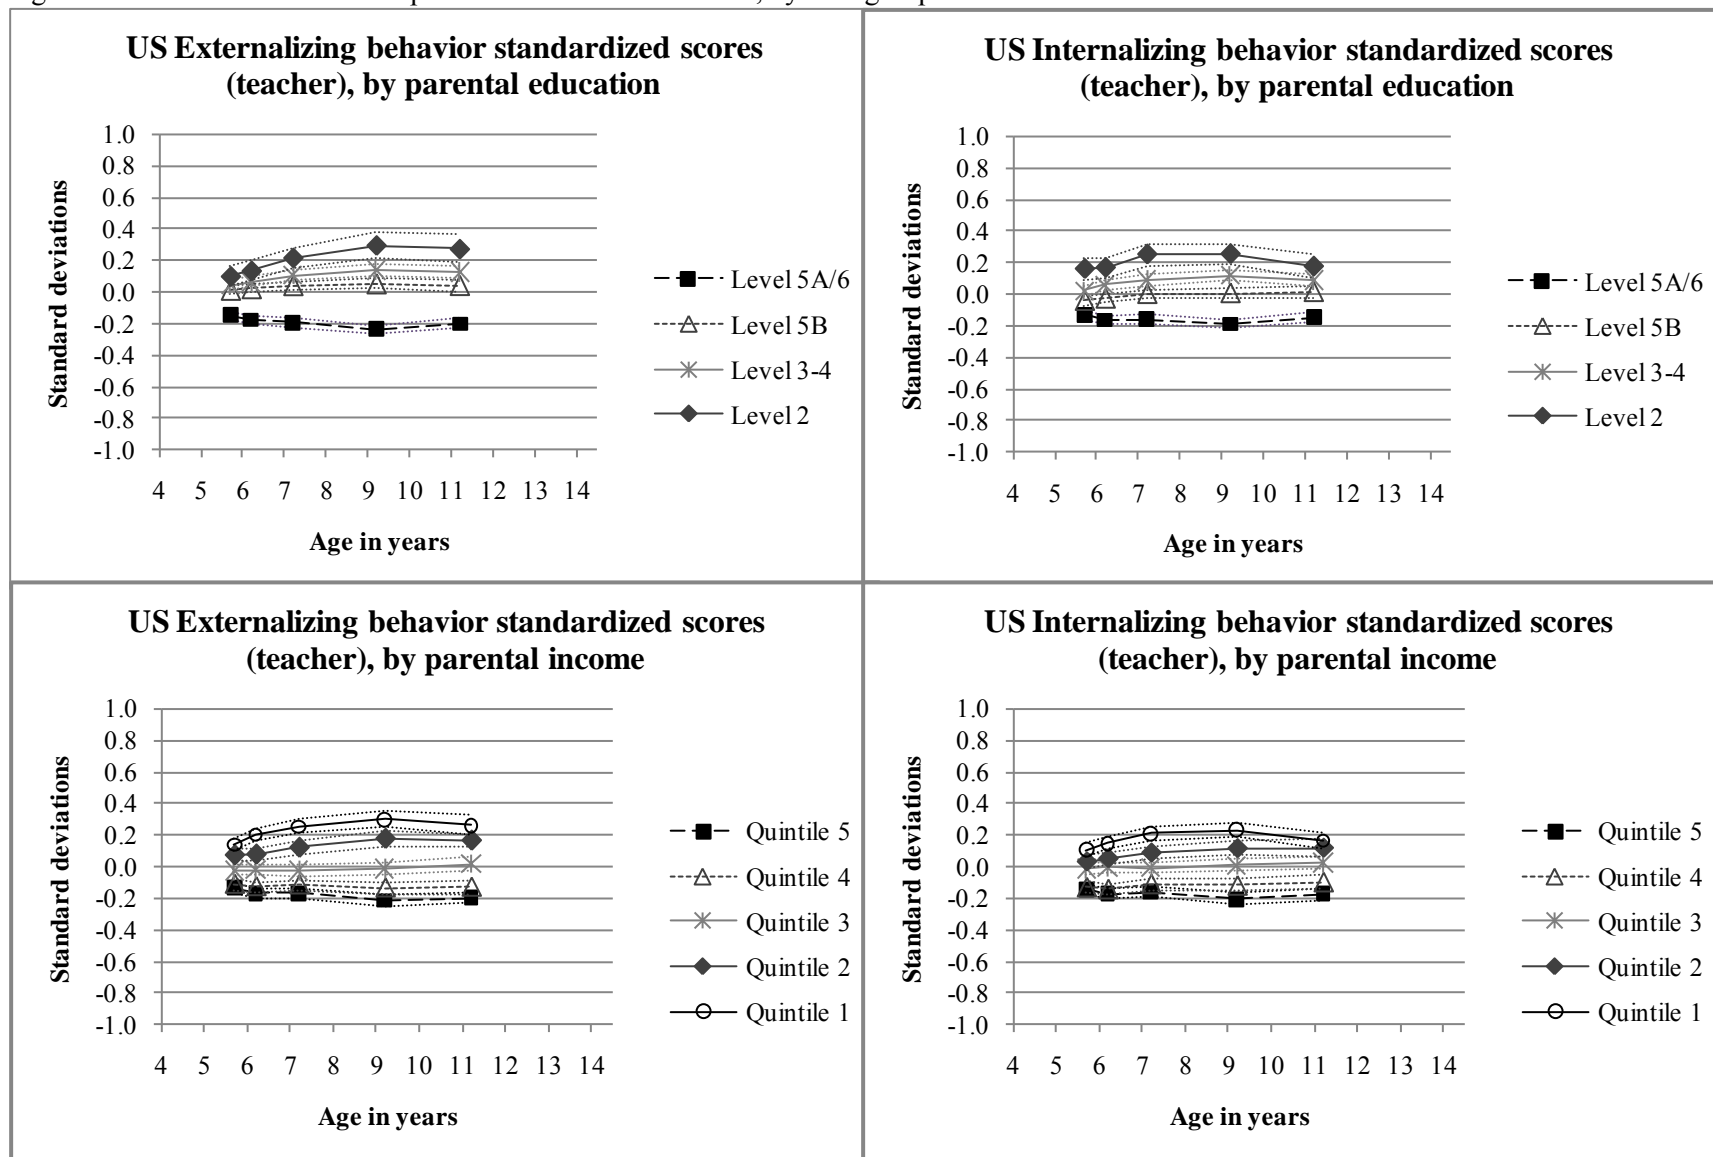 US Externalizing behavior standardized scores
(teacher), by parental education
1.0
0.8
0.6
0.4
0.2
0.0
-0.2
-0.4
-0.6
-0.8
-1.0
Standard deviations
4 5 6 7 8 9 10 11 12 13 14
Age in years
Level 5A/6
Level 5B
Level 3-4
Level 2
US Internalizing behavior standardized scores
(teacher), by parental education
1.0
0.8
0.6
0.4
0.2
0.0
-0.2
-0.4
-0.6
-0.8
-1.0
Standard deviations
4 5 6 7 8 9 10 11 12 13 14
Age in years
Level 5A/6
Level 5B
Level 3-4
Level 2
US Externalizing behavior standardized scores
(teacher), by parental income
1.0
0.8
0.6
0.4
0.2
0.0
-0.2
-0.4
-0.6
-0.8
-1.0
Standard deviations
4 5 6 7 8 9 10 11 12 13 14
Age in years
Quintile 5
Quintile 4
Quintile 3
Quintile 2
Quintile 1
US Internalizing behavior standardized scores
(teacher), by parental income
1.0
0.8
0.6
0.4
0.2
0.0
-0.2
-0.4
-0.6
-0.8
-1.0
Standard deviations
4 5 6 7 8 9 10 11 12 13 14
Age in years
Quintile 5
Quintile 4
Quintile 3
Quintile 2
Quintile 1